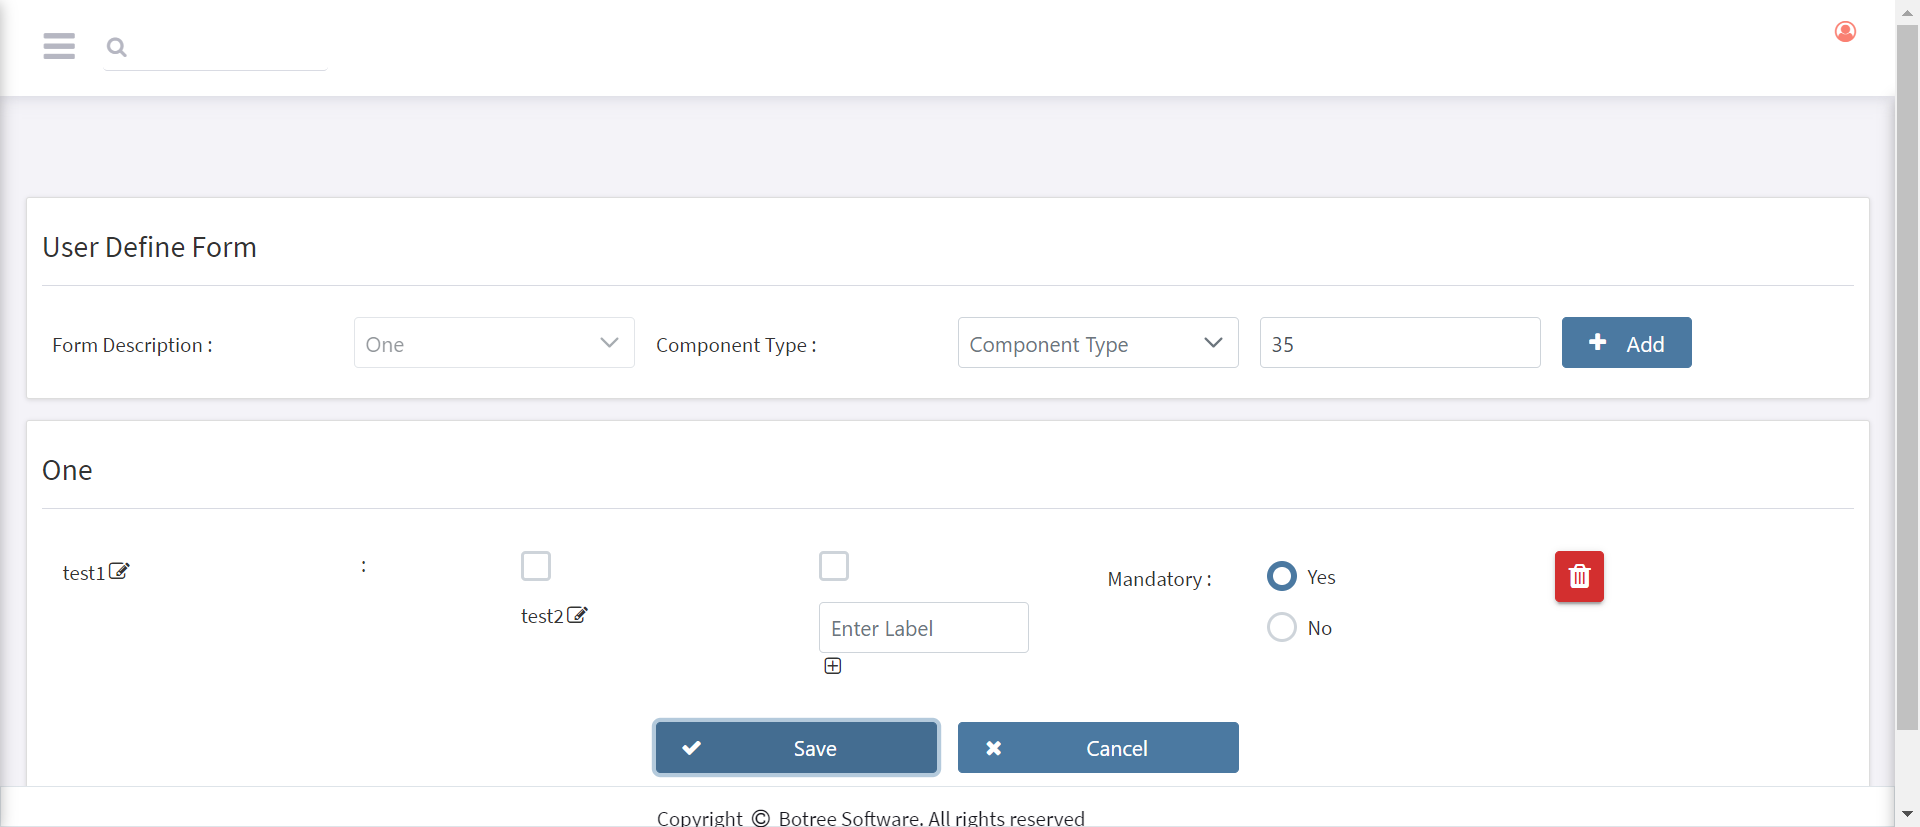 User Define Form
Form Description :
One
Component Type :
Component Type
35
Add
One
test1
:
test2
Enter Label
Mandatory :
Yes
No
Save
Cancel
Copyright © Botree Software. All rights reserved